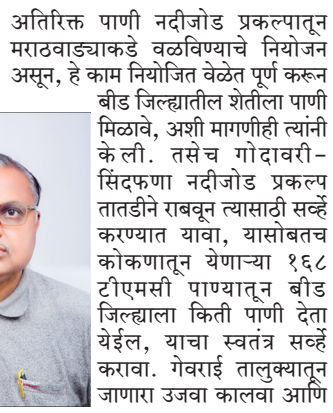 अतिरिक्त पाणी नदीजोड प्रकल्पातून
मराठवाड्याकडे वळविण्याचे नियोजन
असून, हे काम नियोजित वेळेत पूर्ण करून
बीड जिल्ह्यातील शेतीला पाणी
मिळावे, अशी मागणीही त्यांनी
केली. तसेच गोदावरी-
सिंदफणा नदीजोड प्रकल्प
तातडीने राबवून त्यासाठी सर्व्हे
करण्यात यावा, यासोबतच
कोकणातून येणाऱ्या १६८
टीएमसी पाण्यातून बीड
जिल्ह्याला किती पाणी देता
येईल, याचा स्वतंत्र सर्व्हे
करावा. गेवराई तालुक्यातून
जाणारा उजवा कालवा आणि